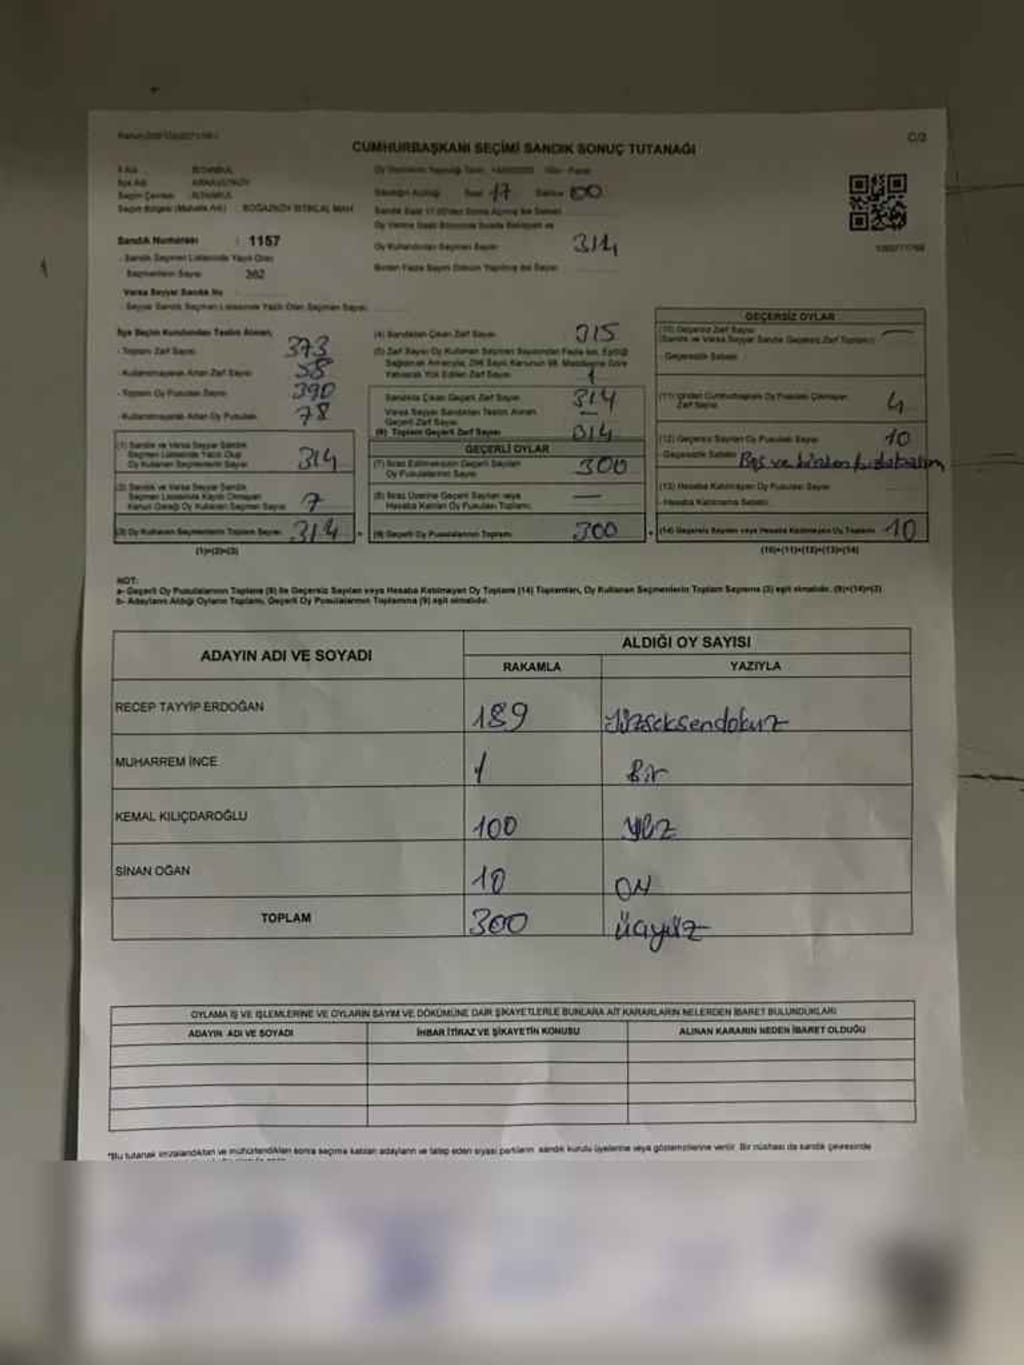 C/3
CUMHURBAŞKANI SEÇİMİ SANDIK SONUÇ TUTANAĞI
İl Adı : İSTANBUL
İlçe Adı : ARNAVUTKÖY
Seçim Çevresi : İSTANBUL
Seçim Bölgesi (Mahalle Adı) : BOĞAZKÖY İSTİKLAL MAH.
Sandık Numarası : 1157
- Sandık Seçmen Listesinde Yazılı Olan
Seçmenlerin Sayısı 362
Varsa Seyyar Sandık No
- Seyyar Sandık Seçmen Listesinde Yazılı Olan Seçmen Sayısı
Sandığın Açıldığı Saat 17 Dakika 00
Oy Kullandıran Seçmen Sayısı 314
İlçe Seçim Kurulundan Teslim Alınan,
- Toplam Zarf Sayısı 373
- Kullanılmayarak Artan Zarf Sayısı 58
- Toplam Oy Pusulası Sayısı 390
- Kullanılmayarak Artan Oy Pusulası 78
(1) Sandık ve Varsa Seyyar Sandık
Seçmen Listesinde Yazılı Olup
Oy Kullanan Seçmenlerin Sayısı 314
(2) Sandık ve Varsa Seyyar Sandık
Seçmen Listesinde Kayıtlı Olmayan
Kanun Gereği Oy Kullanan Seçmen Sayısı
(3) Oy Kullanan Seçmenlerin Toplam Sayısı 314
(1)+(2)=(3)
(4) Sandıktan Çıkan Zarf Sayısı 315
(5) Zarf Sayısı Oy Kullanan Seçmen Sayısından Fazla ise, Eşitliği
Sağlamak Amacıyla, 298 Sayılı Kanunun 98. Maddesine Göre
Yakılarak Yok Edilen Zarf Sayısı 1
Sandıkta Çıkan Geçerli Zarf Sayısı 314
Varsa Seyyar Sandıktan Teslim Alınan
Geçerli Zarf Sayısı —
(6) Toplam Geçerli Zarf Sayısı 314
GEÇERLİ OYLAR
(7) İtiraz Edilmeksizin Geçerli Sayılan
Oy Pusulalarının Sayısı 300
(8) İtiraz Üzerine Geçerli Sayılan veya
Hesaba Katılan Oy Pusulası Toplamı —
(9) Geçerli Oy Pusulalarının Toplamı 300
GEÇERSİZ OYLAR
(10) Geçersiz Zarf Sayısı
(Sandık ve Varsa Seyyar Sandık Geçersiz Zarf Toplamı) —
- Geçersizlik Sebebi
(11) İçinden Cumhurbaşkanı Oy Pusulası Çıkmayan
Zarf Sayısı 4
(12) Geçersiz Sayılan Oy Pusulası Sayısı 10
- Geçersizlik Sebebi Boş ve birden
(13) Hesaba Katılmayan Oy Pusulası Sayısı
- Hesaba Katılmama Sebebi
(14) Geçersiz Sayılan veya Hesaba Katılmayan Oy Toplamı 10
(10)+(11)+(12)+(13)=(14)
NOT:
a- Geçerli Oy Pusulalarının Toplamı (9) ile Geçersiz Sayılan veya Hesaba Katılmayan Oy Toplamı (14) Toplamları, Oy Kullanan Seçmenlerin Toplam Sayısına (3) eşit olmalıdır. (9)+(14)=(3)
b- Adayların Aldığı Oyların Toplamı, Geçerli Oy Pusulalarının Toplamına (9) eşit olmalıdır.
ADAYIN ADI VE SOYADI
ALDIĞI OY SAYISI
RAKAMLA YAZIYLA
RECEP TAYYİP ERDOĞAN 189 Yüzseksendokuz
MUHARREM İNCE 1 Bir
KEMAL KILIÇDAROĞLU 100 yüz
SİNAN OĞAN 10 ON
TOPLAM 300 üçyüz
OYLAMA İŞ VE İŞLEMLERİNE VE OYLARIN SAYIM VE DÖKÜMÜNE DAİR ŞİKAYETLERLE BUNLARA AİT KARARLARIN NELERDEN İBARET BULUNDUKLARI
ADAYIN ADI VE SOYADI İHBAR İTİRAZ VE ŞİKAYETİN KONUSU ALINAN KARARIN NEDEN İBARET OLDUĞU
*Bu tutanak imzalandıktan ve mühürlendikten sonra seçime katılan adayların ve talep eden siyasi partilerin sandık kurulu üyelerine veya gözlemcilerine verilir. Bir nüshası da sandık çevresinde